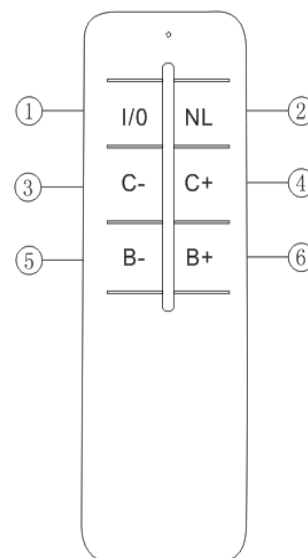 ① I/0 NL ②
③ C- C+ ④
⑤ B- B+ ⑥